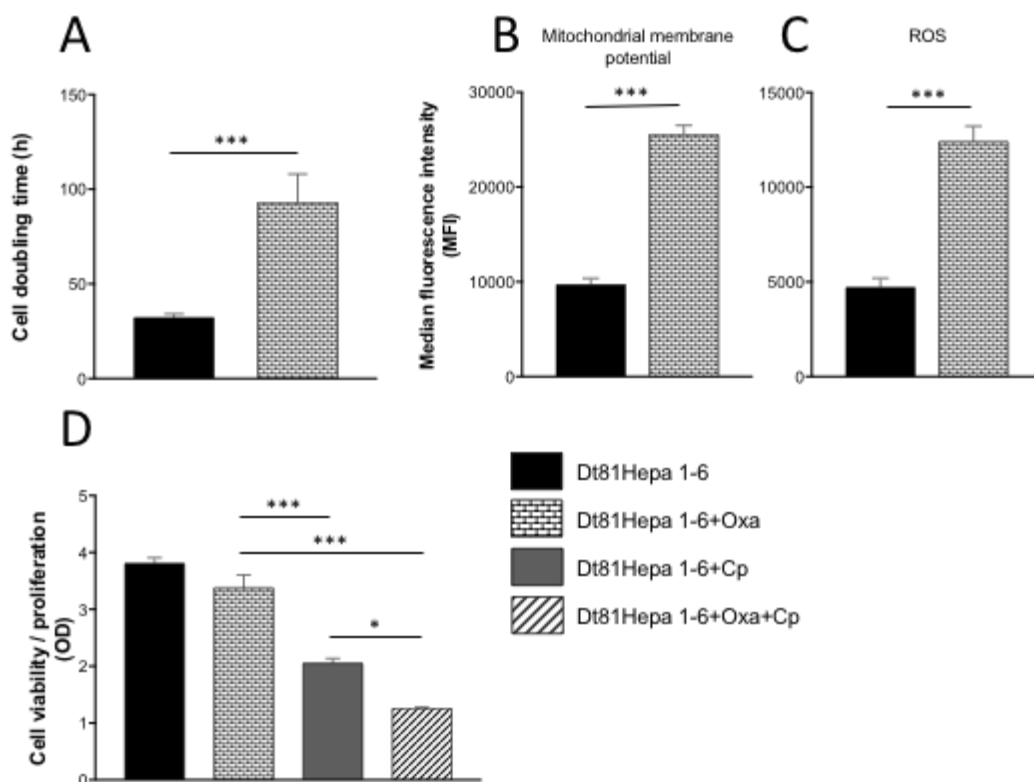 A
Cell doubling time (h)
150
100
50
0
***
B
Mitochondrial membrane
potential
Median fluorescence intensity
(MFI)
30000
20000
10000
0
***
C
ROS
15000
10000
5000
0
***
D
Cell viability / proliferation
(OD)
5
4
3
2
1
0
***
***
*
Dt81Hepa 1-6
Dt81Hepa 1-6+Oxa
Dt81Hepa 1-6+Cp
Dt81Hepa 1-6+Oxa+Cp